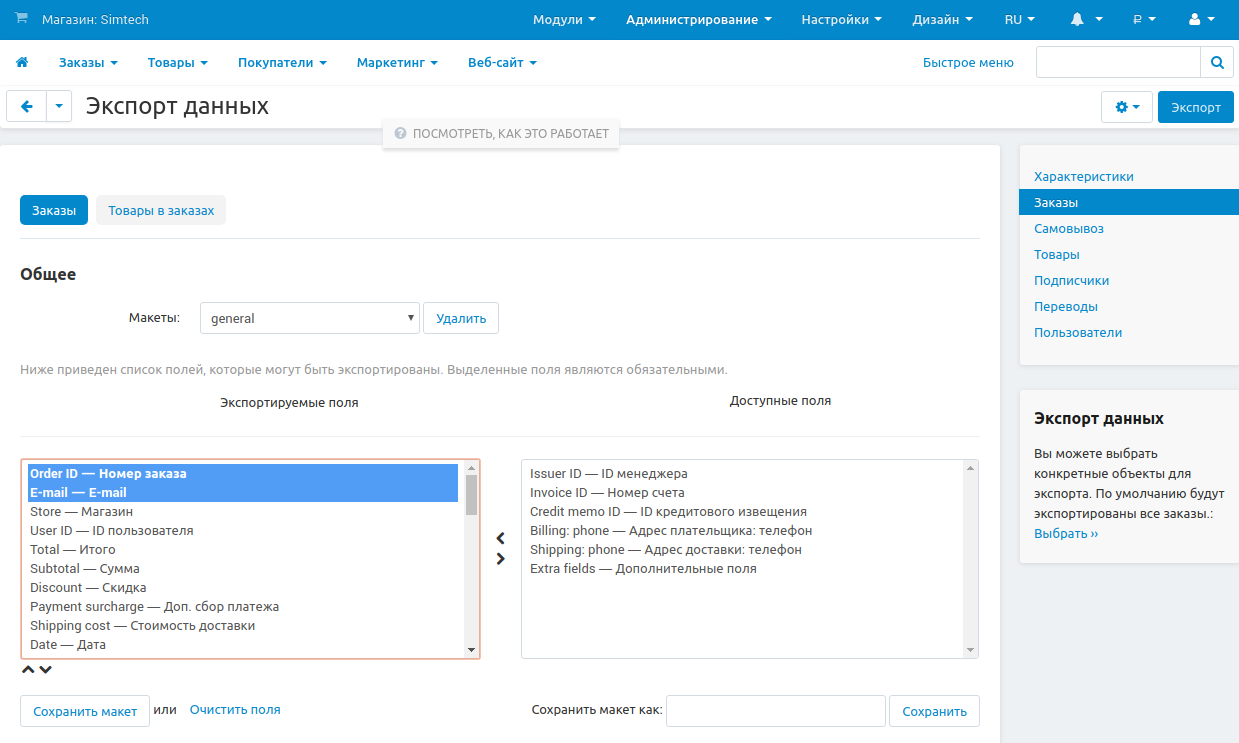 Магазин: Simtech
Модули
Администрирование
Настройки
Дизайн
RU
₽
Заказы
Товары
Покупатели
Маркетинг
Веб-сайт
Быстрое меню
Экспорт данных
Экспорт
ПОСМОТРЕТЬ, КАК ЭТО РАБОТАЕТ
Заказы
Товары в заказах
Общее
Макеты:
general
Удалить
Ниже приведен список полей, которые могут быть экспортированы. Выделенные поля являются обязательными.
Экспортируемые поля
Доступные поля
Order ID — Номер заказа
E-mail — E-mail
Store — Магазин
User ID — ID пользователя
Total — Итого
Subtotal — Сумма
Discount — Скидка
Payment surcharge — Доп. сбор платежа
Shipping cost — Стоимость доставки
Date — Дата
Issuer ID — ID менеджера
Invoice ID — Номер счета
Credit memo ID — ID кредитового извещения
Billing: phone — Адрес плательщика: телефон
Shipping: phone — Адрес доставки: телефон
Extra fields — Дополнительные поля
Сохранить макет
или
Очистить поля
Сохранить макет как:
Сохранить
Характеристики
Заказы
Самовывоз
Товары
Подписчики
Переводы
Пользователи
Экспорт данных
Вы можете выбрать
конкретные объекты для
экспорта. По умолчанию будут
экспортированы все заказы.:
Выбрать ››